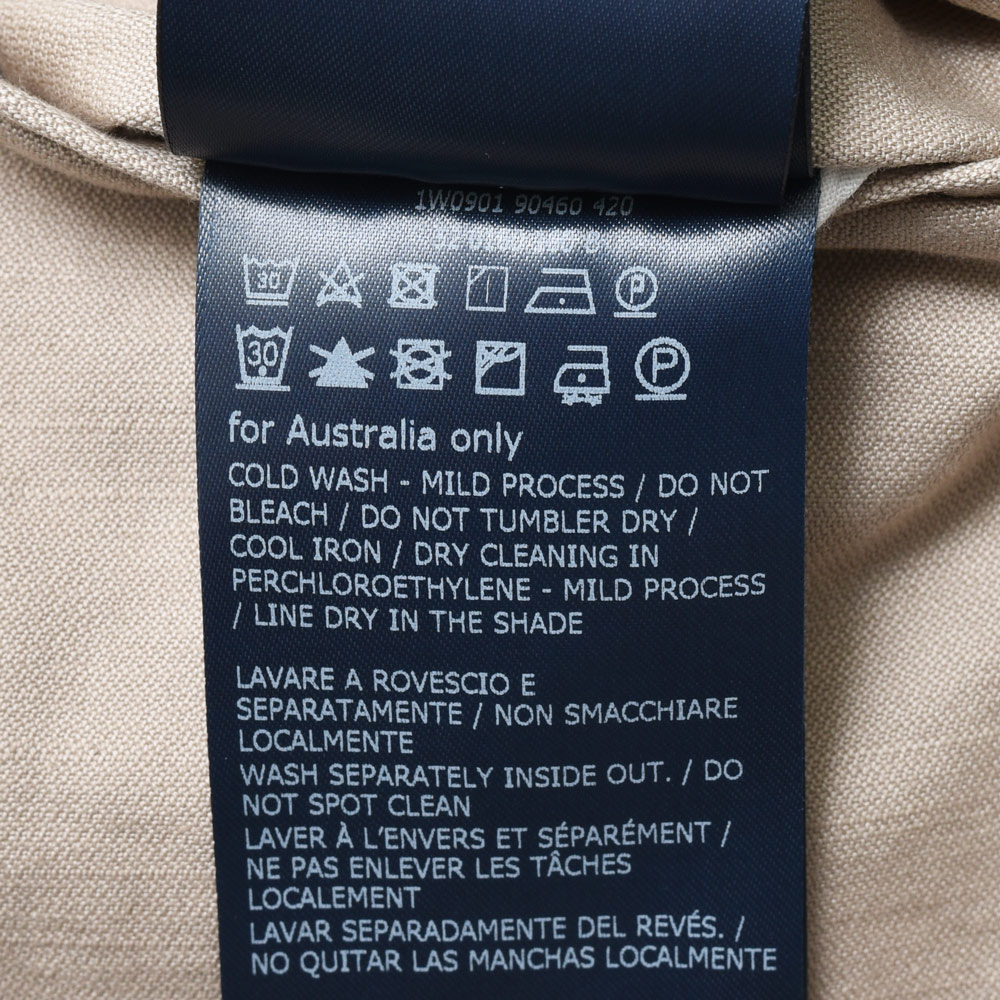 1W0901 90460 420
30 P
30 P
for Australia only
COLD WASH - MILD PROCESS / DO NOT
BLEACH / DO NOT TUMBLER DRY /
COOL IRON / DRY CLEANING IN
PERCHLOROETHYLENE - MILD PROCESS
/ LINE DRY IN THE SHADE
LAVARE A ROVESCIO E
SEPARATAMENTE / NON SMACCHIARE
LOCALMENTE
WASH SEPARATELY INSIDE OUT. / DO
NOT SPOT CLEAN
LAVER À L'ENVERS ET SÉPARÉMENT /
NE PAS ENLEVER LES TÂCHES
LOCALEMENT
LAVAR SEPARADAMENTE DEL REVÉS. /
NO QUITAR LAS MANCHAS LOCALMENTE